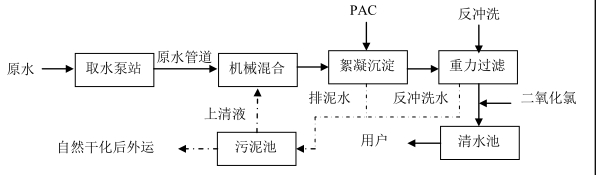 PAC
反冲洗
原水
取水泵站
原水管道
机械混合
絮凝沉淀
重力过滤
上清液
排泥水
反冲洗水
二氧化氯
自然干化后外运
污泥池
用户
清水池